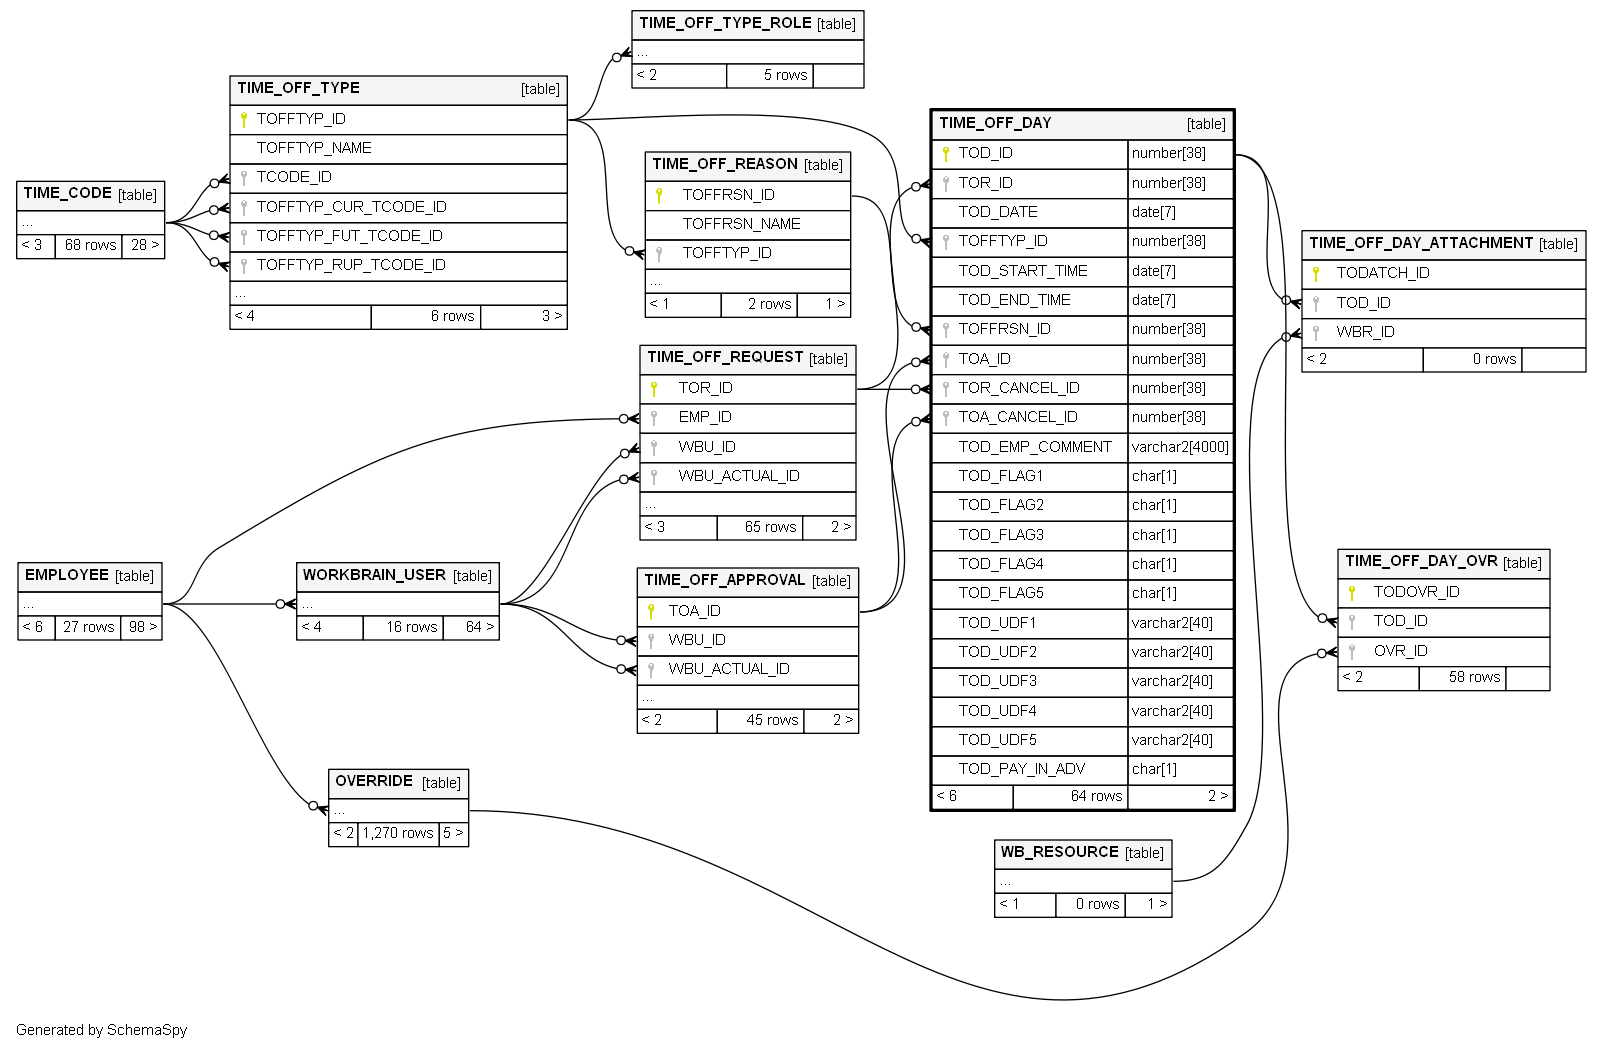 TIME_OFF_TYPE_ROLE [table]
...
< 2 5 rows
TIME_OFF_TYPE [table]
TOFFTYP_ID
TOFFTYP_NAME
TCODE_ID
TOFFTYP_CUR_TCODE_ID
TOFFTYP_FUT_TCODE_ID
TOFFTYP_RUP_TCODE_ID
...
< 4 6 rows 3 >
TIME_CODE [table]
...
< 3 68 rows 28 >
TIME_OFF_REASON [table]
TOFFRSN_ID
TOFFRSN_NAME
TOFFTYP_ID
...
< 1 2 rows 1 >
TIME_OFF_REQUEST [table]
TOR_ID
EMP_ID
WBU_ID
WBU_ACTUAL_ID
...
< 3 65 rows 2 >
EMPLOYEE [table]
...
< 6 27 rows 98 >
WORKBRAIN_USER [table]
...
< 4 16 rows 64 >
TIME_OFF_APPROVAL [table]
TOA_ID
WBU_ID
WBU_ACTUAL_ID
...
< 2 45 rows 2 >
OVERRIDE [table]
...
< 2 1,270 rows 5 >
TIME_OFF_DAY [table]
TOD_ID number[38]
TOR_ID number[38]
TOD_DATE date[7]
TOFFTYP_ID number[38]
TOD_START_TIME date[7]
TOD_END_TIME date[7]
TOFFRSN_ID number[38]
TOA_ID number[38]
TOR_CANCEL_ID number[38]
TOA_CANCEL_ID number[38]
TOD_EMP_COMMENT varchar2[4000]
TOD_FLAG1 char[1]
TOD_FLAG2 char[1]
TOD_FLAG3 char[1]
TOD_FLAG4 char[1]
TOD_FLAG5 char[1]
TOD_UDF1 varchar2[40]
TOD_UDF2 varchar2[40]
TOD_UDF3 varchar2[40]
TOD_UDF4 varchar2[40]
TOD_UDF5 varchar2[40]
TOD_PAY_IN_ADV char[1]
< 6 64 rows 2 >
WB_RESOURCE [table]
...
< 1 0 rows 1 >
TIME_OFF_DAY_ATTACHMENT [table]
TODATCH_ID
TOD_ID
WBR_ID
< 2 0 rows
TIME_OFF_DAY_OVR [table]
TODOVR_ID
TOD_ID
OVR_ID
< 2 58 rows
Generated by SchemaSpy